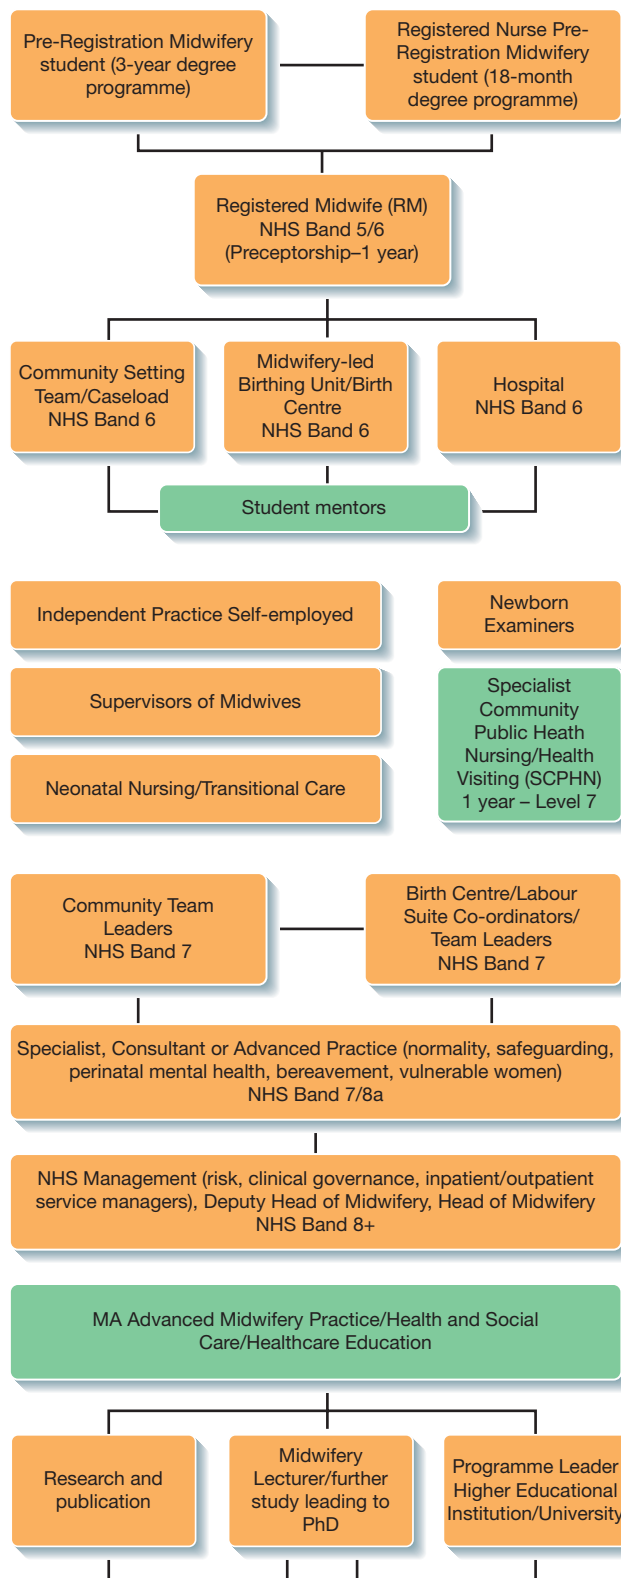 Pre-Registration Midwifery
student (3-year degree
programme)
Registered Nurse Pre-
Registration Midwifery
student (18-month
degree programme)
Registered Midwife (RM)
NHS Band 5/6
(Preceptorship–1 year)
Community Setting
Team/Caseload
NHS Band 6
Midwifery-led
Birthing Unit/Birth
Centre
NHS Band 6
Hospital
NHS Band 6
Student mentors
Independent Practice Self-employed
Newborn
Examiners
Supervisors of Midwives
Specialist
Community
Public Heath
Nursing/Health
Visiting (SCPHN)
1 year – Level 7
Neonatal Nursing/Transitional Care
Community Team
Leaders
NHS Band 7
Birth Centre/Labour
Suite Co-ordinators/
Team Leaders
NHS Band 7
Specialist, Consultant or Advanced Practice (normality, safeguarding,
perinatal mental health, bereavement, vulnerable women)
NHS Band 7/8a
NHS Management (risk, clinical governance, inpatient/outpatient
service managers), Deputy Head of Midwifery, Head of Midwifery
NHS Band 8+
MA Advanced Midwifery Practice/Health and Social
Care/Healthcare Education
Research and
publication
Midwifery
Lecturer/further
study leading to
PhD
Programme Leader
Higher Educational
Institution/University